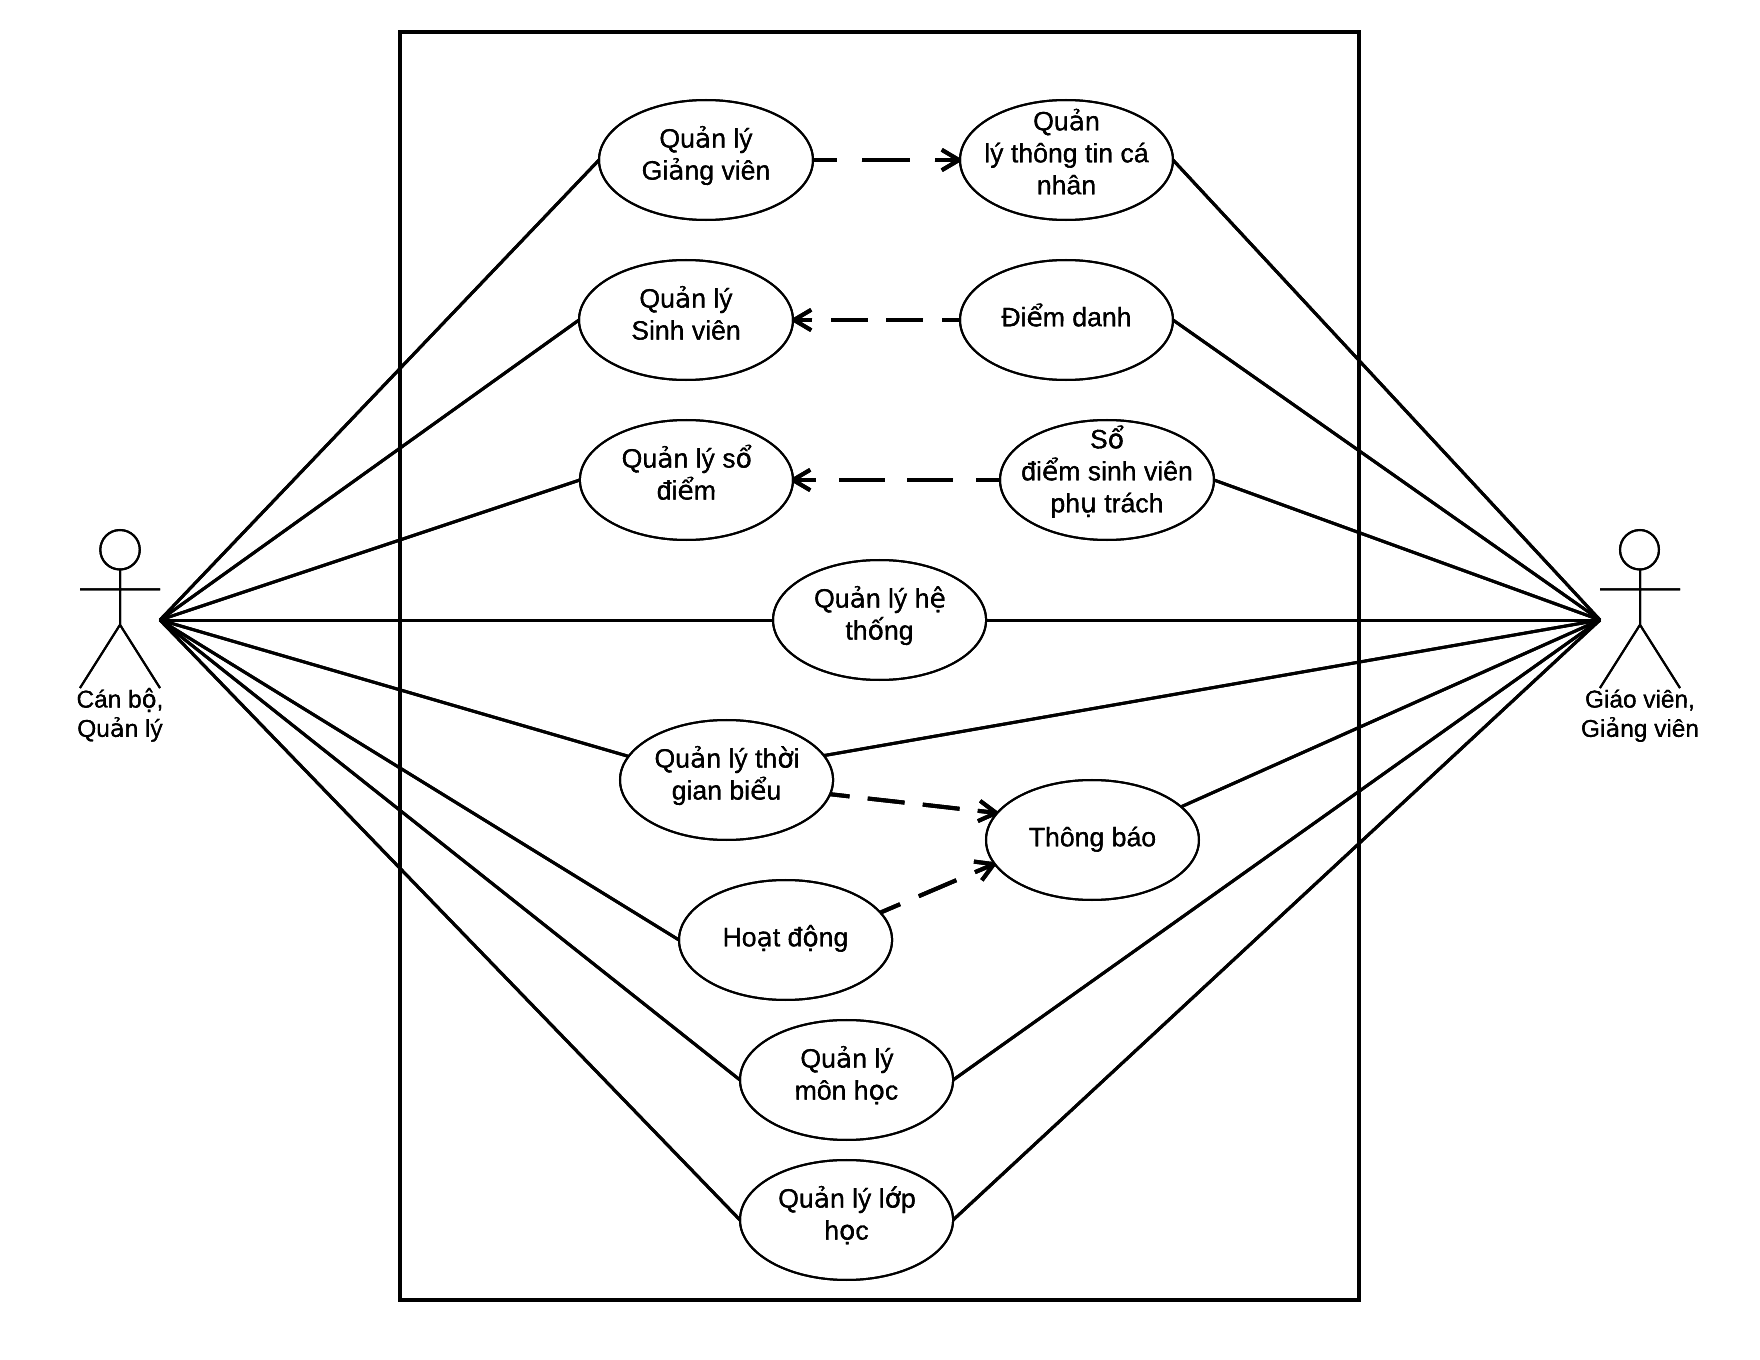 Quản lý
Giảng viên
Quản
lý thông tin cá
nhân
Quản lý
Sinh viên
Điểm danh
Quản lý sổ
điểm
Sổ
điểm sinh viên
phụ trách
Quản lý hệ
thống
Cán bộ,
Quản lý
Giáo viên,
Giảng viên
Quản lý thời
gian biểu
Thông báo
Hoạt động
Quản lý
môn học
Quản lý lớp
học